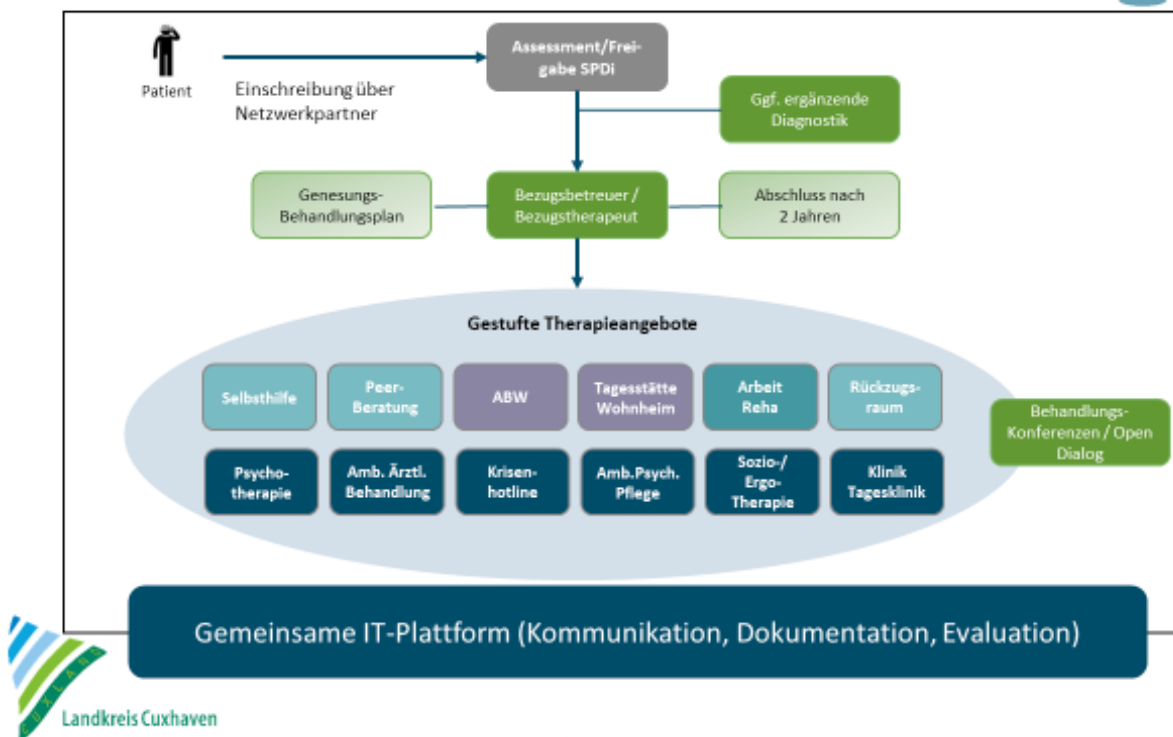 Assessment/Frei-
gabe SPDi
Patient
Einschreibung über
Netzwerkpartner
Ggf. ergänzende
Diagnostik
Genesungs-
Behandlungsplan
Bezugsbetreuer /
Bezugstherapeut
Abschluss nach
2 Jahren
Gestufte Therapieangebote
Selbsthilfe
Peer-
Beratung
ABW
Tagesstätte
Wohnheim
Arbeit
Reha
Rückzugs-
raum
Behandlungs-
Konferenzen / Open
Dialog
Psycho-
therapie
Amb. Ärztl.
Behandlung
Krisen-
hotline
Amb.Psych.
Pflege
Sozio-/
Ergo-
Therapie
Klinik
Tagesklinik
Gemeinsame IT-Plattform (Kommunikation, Dokumentation, Evaluation)
CUXLAND
Landkreis Cuxhaven